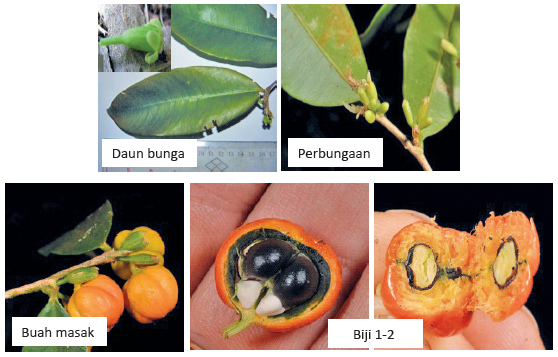 Daun bunga
Perbungaan
Buah masak
Biji 1-2